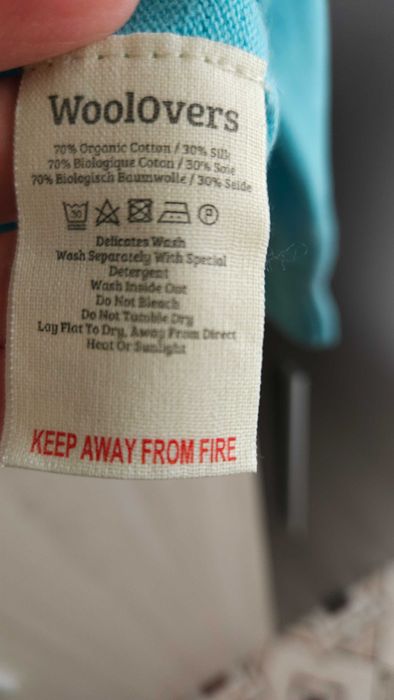 WoolOvers
70% Organic Cotton / 30% Silk
70% Biologique Coton / 30% Soie
70% Biologisch Baumwolle / 30% Seide
30
P
Delicates Wash
Wash Separately With Special
Detergent
Wash Inside Out
Do Not Bleach
Do Not Tumble Dry
Lay Flat To Dry, Away From Direct
Heat Or Sunlight
KEEP AWAY FROM FIRE